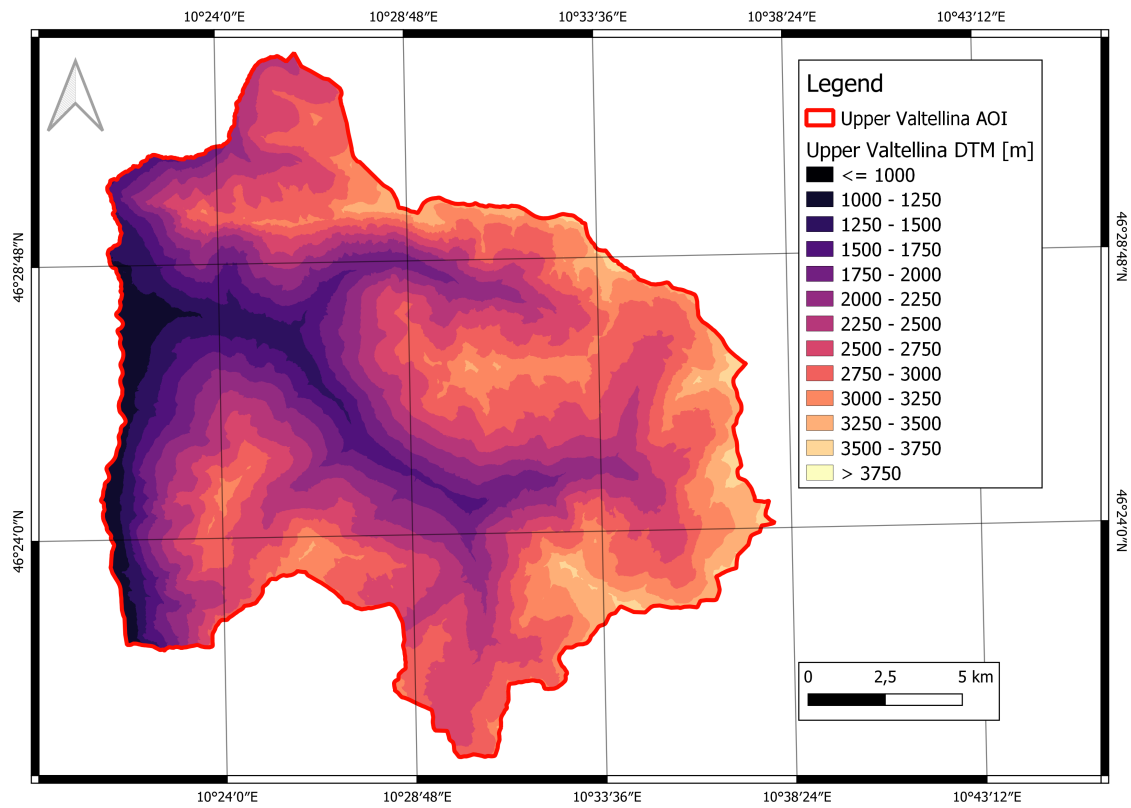 10°24′0″E 10°28′48″E 10°33′36″E 10°38′24″E 10°43′12″E
Legend
Upper Valtellina AOI
Upper Valtellina DTM [m]
<= 1000
1000 - 1250
1250 - 1500
1500 - 1750
1750 - 2000
2000 - 2250
2250 - 2500
2500 - 2750
2750 - 3000
3000 - 3250
3250 - 3500
3500 - 3750
> 3750
46°28′48″N
46°28′48″N
46°24′0″N
46°24′0″N
0 2,5 5 km
10°24′0″E 10°28′48″E 10°33′36″E 10°38′24″E 10°43′12″E